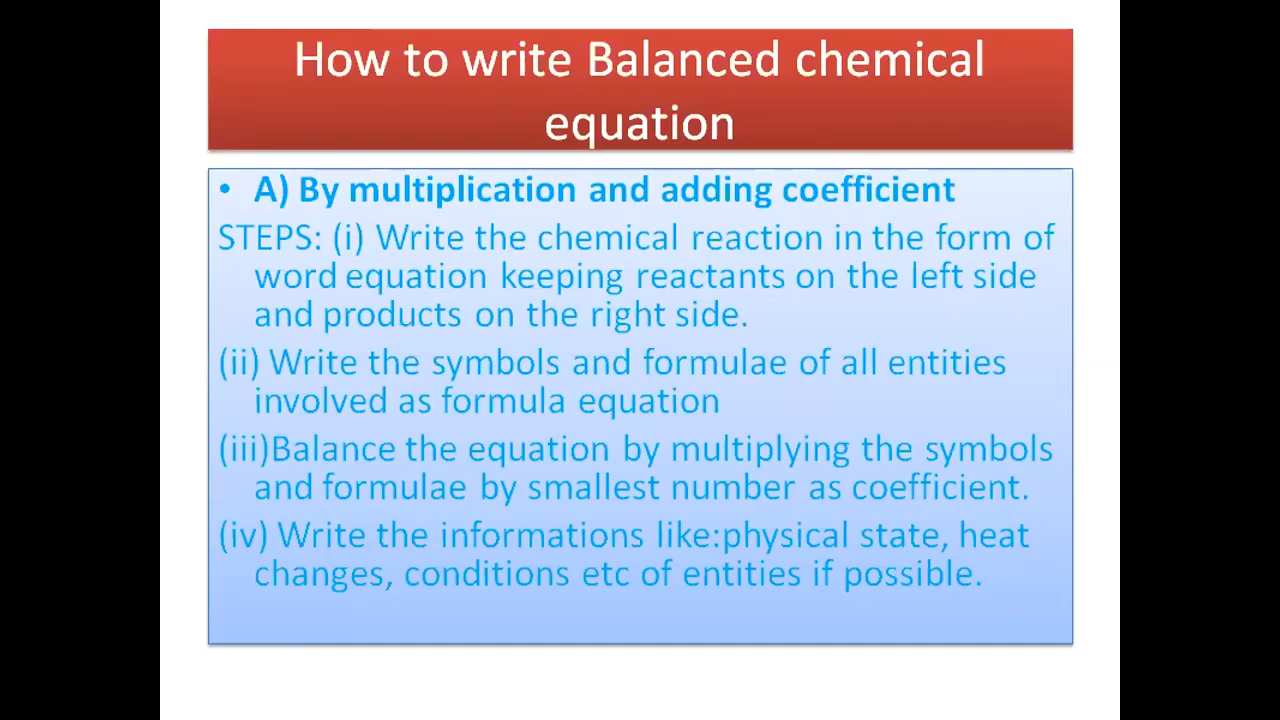 How to write Balanced chemical
equation
• A) By multiplication and adding coefficient
STEPS: (i) Write the chemical reaction in the form of
word equation keeping reactants on the left side
and products on the right side.
(ii) Write the symbols and formulae of all entities
involved as formula equation
(iii)Balance the equation by multiplying the symbols
and formulae by smallest number as coefficient.
(iv) Write the informations like:physical state, heat
changes, conditions etc of entities if possible.